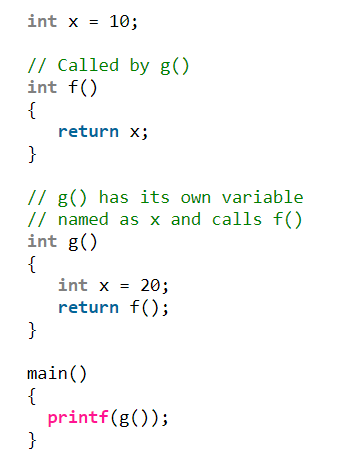 int x = 10;

// Called by g()
int f()
{
   return x;
}

// g() has its own variable
// named as x and calls f()
int g()
{
   int x = 20;
   return f();
}

main()
{
  printf(g());
}